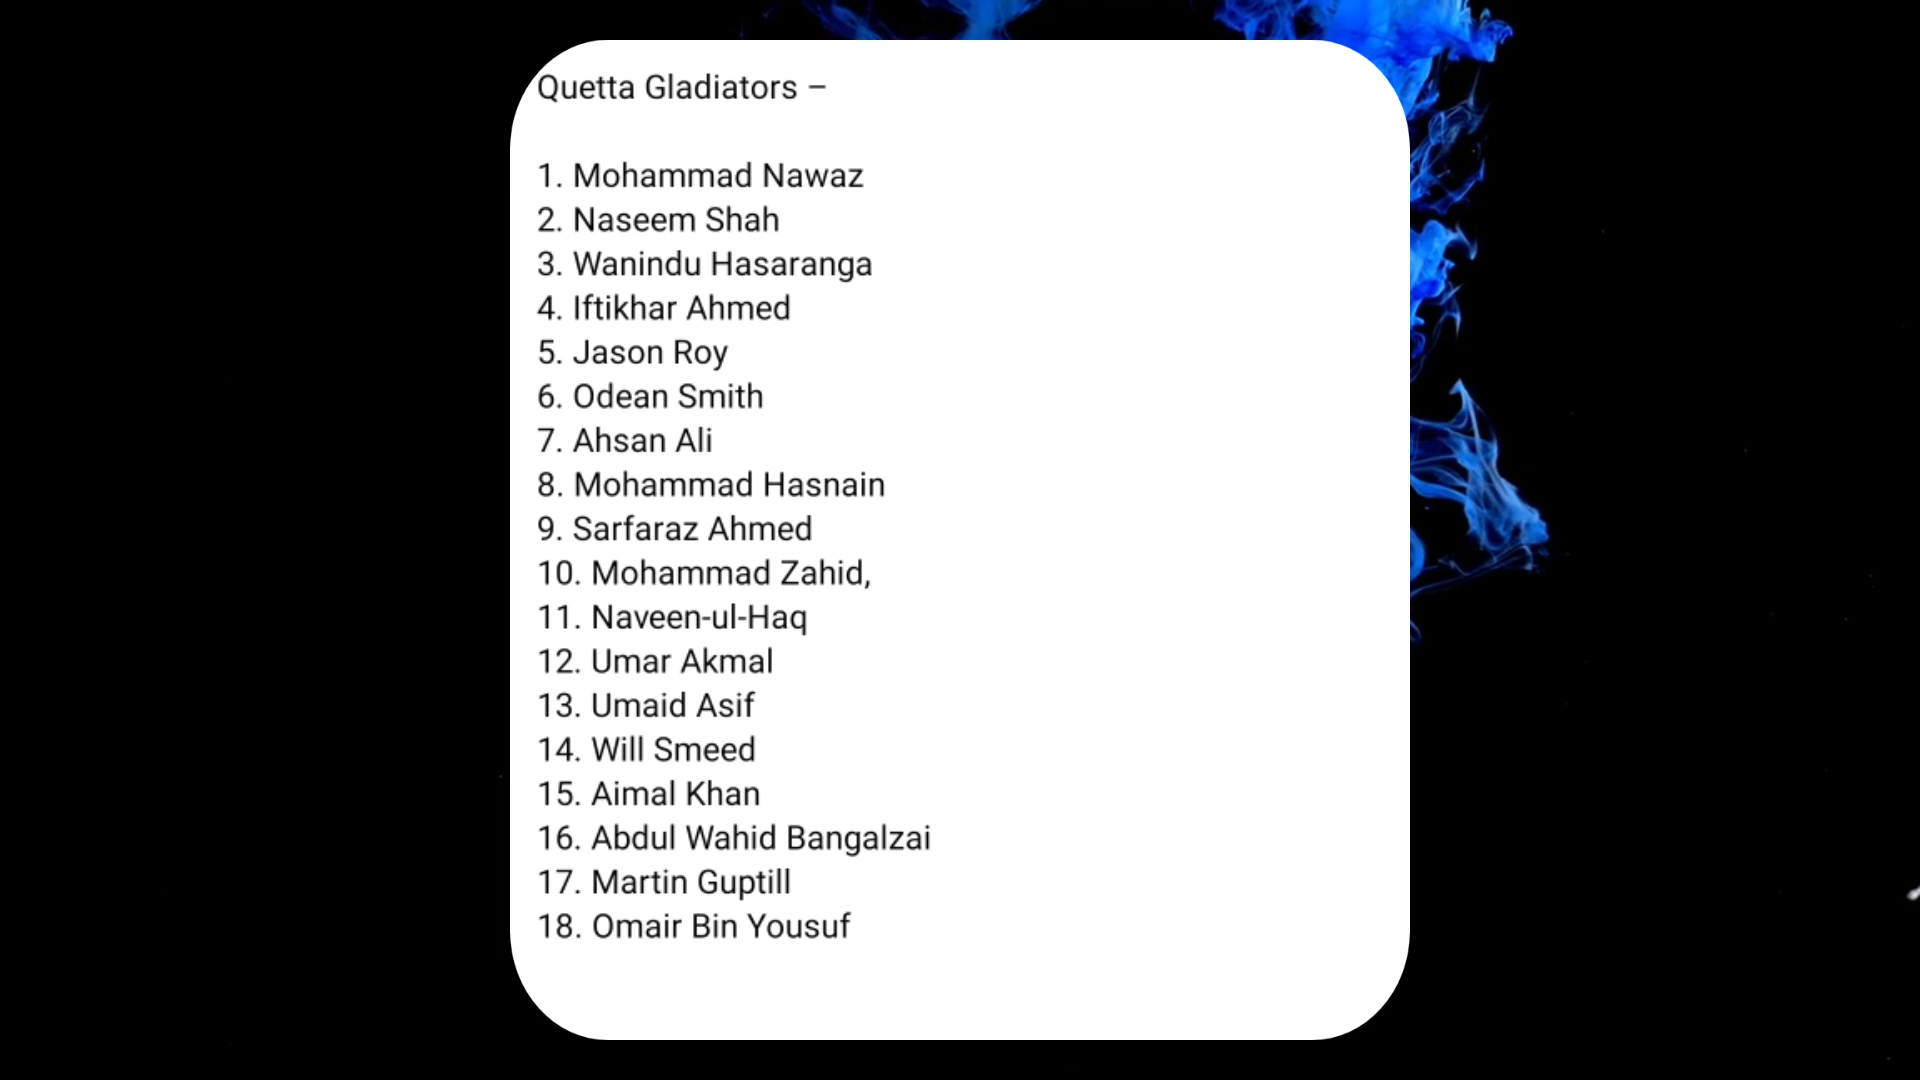 Quetta Gladiators –
1. Mohammad Nawaz
2. Naseem Shah
3. Wanindu Hasaranga
4. Iftikhar Ahmed
5. Jason Roy
6. Odean Smith
7. Ahsan Ali
8. Mohammad Hasnain
9. Sarfaraz Ahmed
10. Mohammad Zahid,
11. Naveen-ul-Haq
12. Umar Akmal
13. Umaid Asif
14. Will Smeed
15. Aimal Khan
16. Abdul Wahid Bangalzai
17. Martin Guptill
18. Omair Bin Yousuf